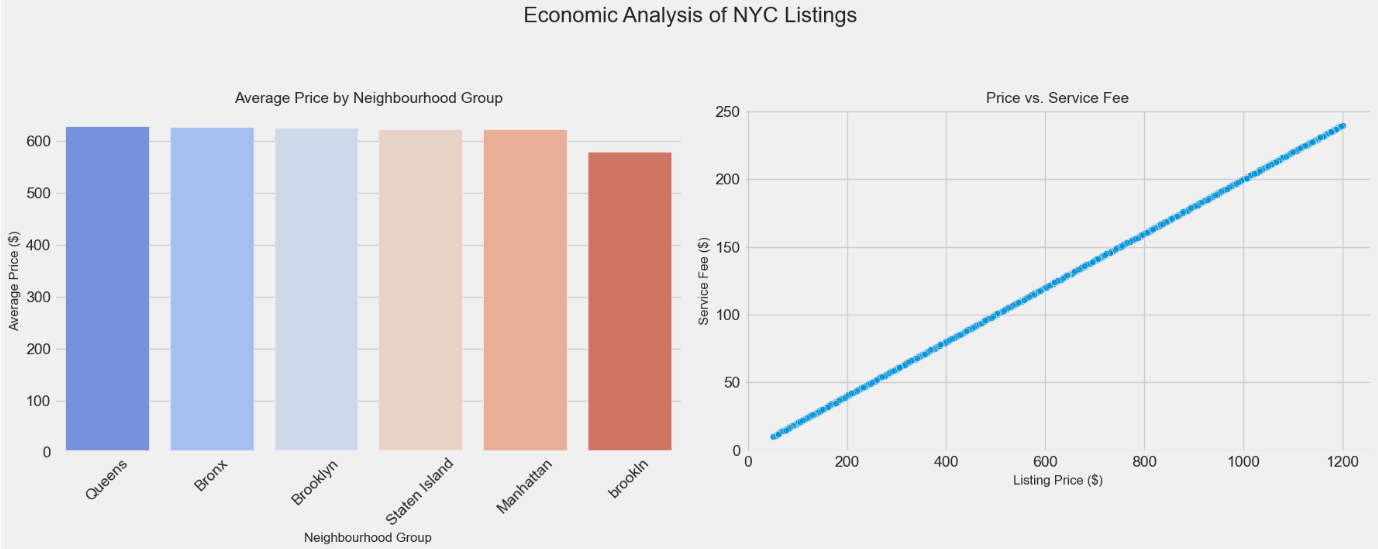 Economic Analysis of NYC Listings
Average Price by Neighbourhood Group
Average Price ($)
600
500
400
300
200
100
0
Queens
Bronx
Brooklyn
Staten Island
Manhattan
brookln
Neighbourhood Group
Price vs. Service Fee
Service Fee ($)
250
200
150
100
50
0
0 200 400 600 800 1000 1200
Listing Price ($)